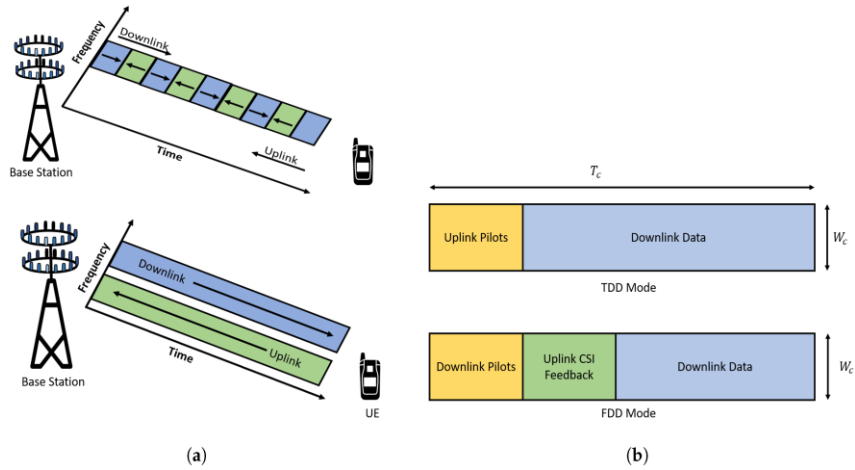 Frequency
Downlink
Time
Uplink
Base Station
Frequency
Downlink
Uplink
Time
Base Station
UE
(a)
T_c
Uplink Pilots
Downlink Data
W_c
TDD Mode
Downlink Pilots
Uplink CSI
Feedback
Downlink Data
W_c
FDD Mode
(b)